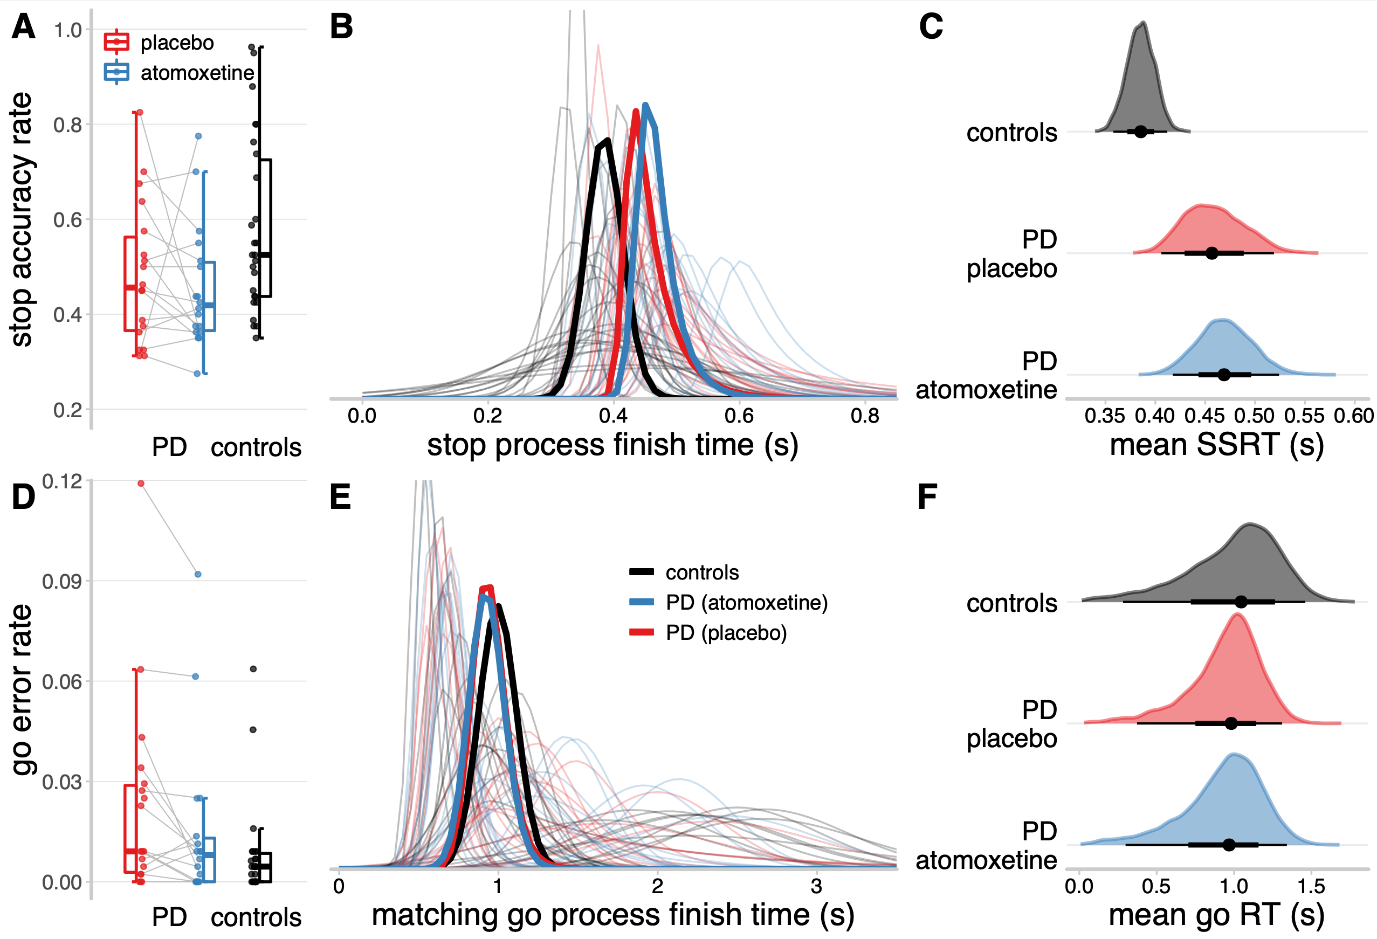 A
1.0
0.8
0.6
0.4
0.2
stop accuracy rate
placebo
atomoxetine
PD controls
B
0.0 0.2 0.4 0.6 0.8
stop process finish time (s)
C
controls
PD
placebo
PD
atomoxetine
0.35 0.40 0.45 0.50 0.55 0.60
mean SSRT (s)
D
0.12
0.09
0.06
0.03
0.00
go error rate
PD controls
E
controls
PD (atomoxetine)
PD (placebo)
0 1 2 3
matching go process finish time (s)
F
controls
PD
placebo
PD
atomoxetine
0.0 0.5 1.0 1.5
mean go RT (s)